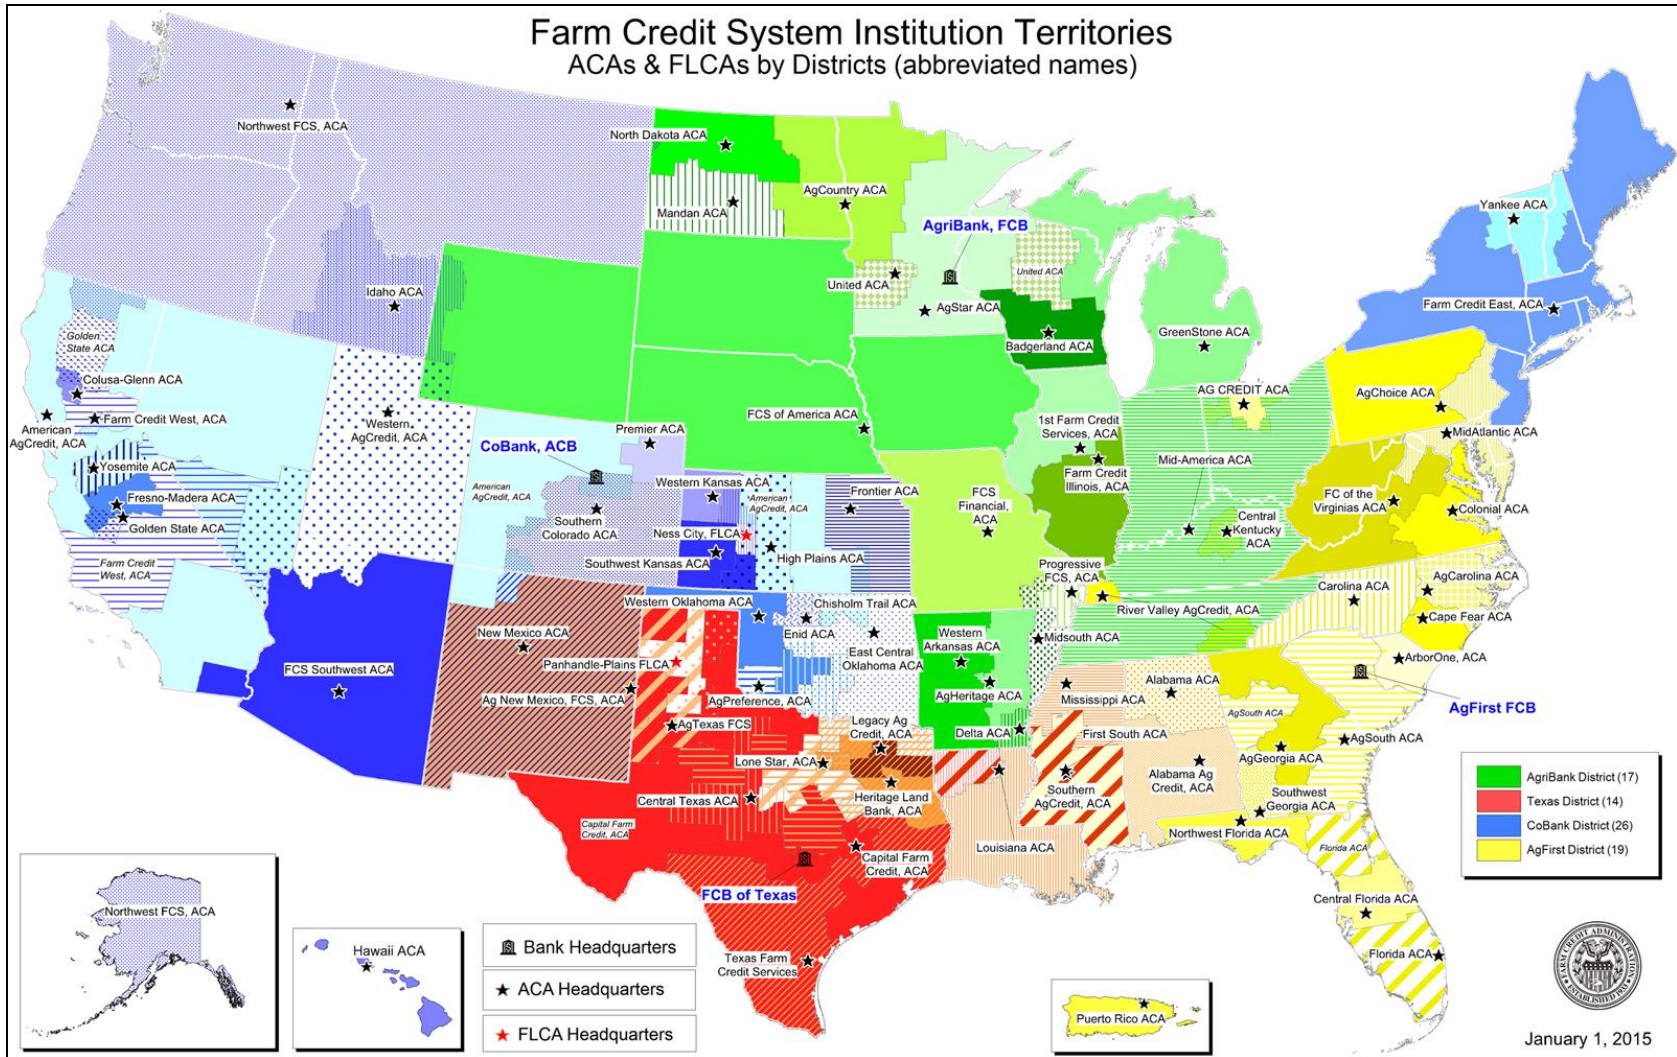 Farm Credit System Institution Territories
ACAs & FLCAs by Districts (abbreviated names)
Northwest FCS, ACA
North Dakota ACA
Mandan ACA
AgCountry ACA
AgriBank, FCB
United ACA
United ACA
AgStar ACA
Badgerland ACA
GreenStone ACA
Yankee ACA
Farm Credit East, ACA
Idaho ACA
Golden
State ACA
Colusa-Glenn ACA
Farm Credit West, ACA
American
AgCredit, ACA
Yosemite ACA
Fresno-Madera ACA
Golden State ACA
Farm Credit
West, ACA
Western
AgCredit, ACA
FCS of America ACA
Premier ACA
CoBank, ACB
American
AgCredit, ACA
Southern
Colorado ACA
Western Kansas ACA
American
AgCredit, ACA
Ness City, FLCA
Southwest Kansas ACA
High Plains ACA
Frontier ACA
FCS
Financial,
ACA
1st Farm Credit
Services, ACA
Farm Credit
Illinois, ACA
AG CREDIT ACA
Mid-America ACA
Central
Kentucky
ACA
AgChoice ACA
MidAtlantic ACA
FC of the
Virginias ACA
Colonial ACA
Progressive
FCS, ACA
River Valley AgCredit, ACA
Carolina ACA
AgCarolina ACA
Cape Fear ACA
ArborOne, ACA
AgFirst FCB
FCS Southwest ACA
New Mexico ACA
Western Oklahoma ACA
Chisholm Trail ACA
Enid ACA
East Central
Oklahoma ACA
Panhandle-Plains FLCA
Ag New Mexico, FCS, ACA
AgPreference, ACA
AgTexas FCS
Western
Arkansas ACA
AgHeritage ACA
Midsouth ACA
Delta ACA
Mississippi ACA
Alabama ACA
First South ACA
AgSouth ACA
AgSouth ACA
AgGeorgia ACA
Legacy Ag
Credit, ACA
Lone Star, ACA
Central Texas ACA
Heritage Land
Bank, ACA
Southern
AgCredit, ACA
Alabama Ag
Credit, ACA
Southwest
Georgia ACA
Northwest Florida ACA
Capital Farm
Credit, ACA
Capital Farm
Credit, ACA
Louisiana ACA
Florida ACA
FCB of Texas
Central Florida ACA
Florida ACA
Texas Farm
Credit Services
AgriBank District (17)
Texas District (14)
CoBank District (26)
AgFirst District (19)
Northwest FCS, ACA
Hawaii ACA
Bank Headquarters
ACA Headquarters
FLCA Headquarters
Puerto Rico ACA
FARM CREDIT ADMINISTRATION
ESTABLISHED 1933
January 1, 2015